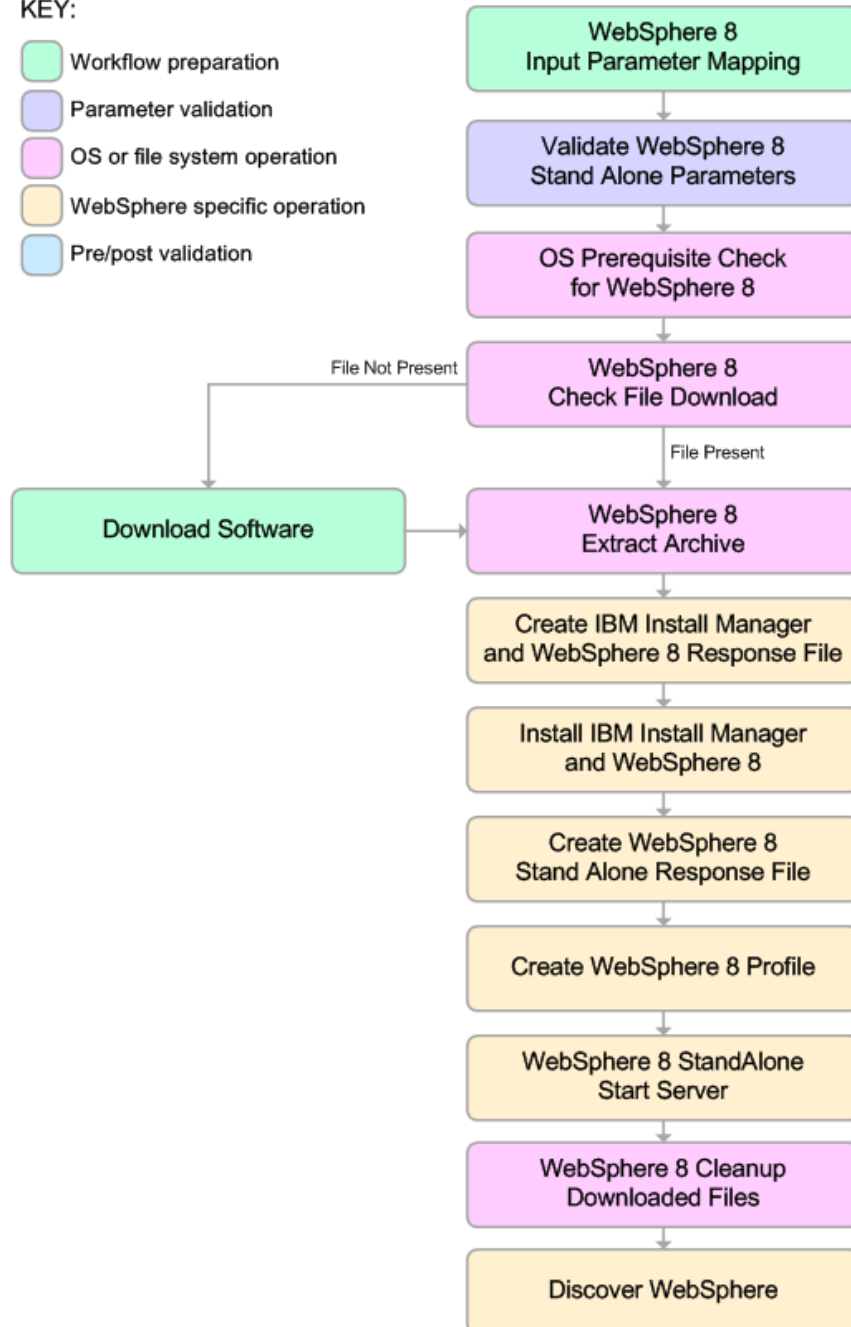 KEY:
Workflow preparation
Parameter validation
OS or file system operation
WebSphere specific operation
Pre/post validation
WebSphere 8
Input Parameter Mapping
Validate WebSphere 8
Stand Alone Parameters
OS Prerequisite Check
for WebSphere 8
WebSphere 8
Check File Download
File Not Present
File Present
Download Software
WebSphere 8
Extract Archive
Create IBM Install Manager
and WebSphere 8 Response File
Install IBM Install Manager
and WebSphere 8
Create WebSphere 8
Stand Alone Response File
Create WebSphere 8 Profile
WebSphere 8 StandAlone
Start Server
WebSphere 8 Cleanup
Downloaded Files
Discover WebSphere